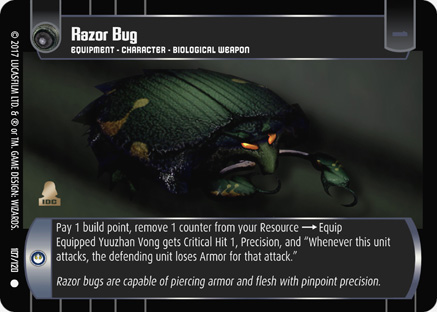 Razor Bug
EQUIPMENT - CHARACTER - BIOLOGICAL WEAPON
© 2017 LUCASFILM LTD. & ® or TM. GAME DESIGN: WIZARDS.
IDC
Pay 1 build point, remove 1 counter from your Resource → Equip
Equipped Yuuzhan Vong gets Critical Hit 1, Precision, and “Whenever this unit
attacks, the defending unit loses Armor for that attack.”
Razor bugs are capable of piercing armor and flesh with pinpoint precision.
107/120